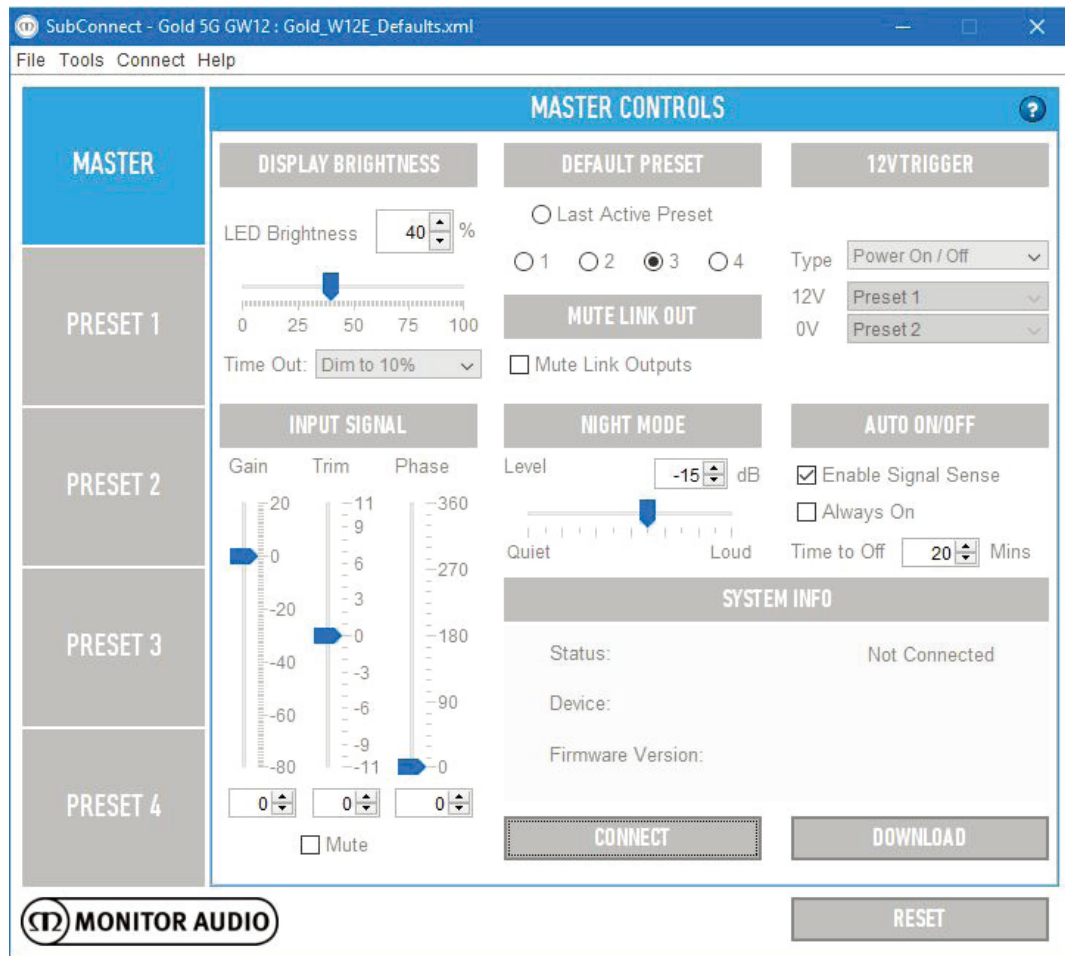 SubConnect - Gold 5G GW12 : Gold_W12E_Defaults.xml
File Tools Connect Help
MASTER
PRESET 1
PRESET 2
PRESET 3
PRESET 4
MASTER CONTROLS
?
DISPLAY BRIGHTNESS
LED Brightness 40 %
0 25 50 75 100
Time Out: Dim to 10%
DEFAULT PRESET
Last Active Preset
1 2 3 4
MUTE LINK OUT
Mute Link Outputs
12V TRIGGER
Type Power On / Off
12V Preset 1
0V Preset 2
INPUT SIGNAL
Gain Trim Phase
20
0
-20
-40
-60
-80
11
9
6
3
0
-3
-6
-9
-11
360
270
180
90
0
0 0 0
Mute
NIGHT MODE
Level -15 dB
Quiet Loud
AUTO ON/OFF
Enable Signal Sense
Always On
Time to Off 20 Mins
SYSTEM INFO
Status: Not Connected
Device:
Firmware Version:
CONNECT
DOWNLOAD
MONITOR AUDIO
RESET